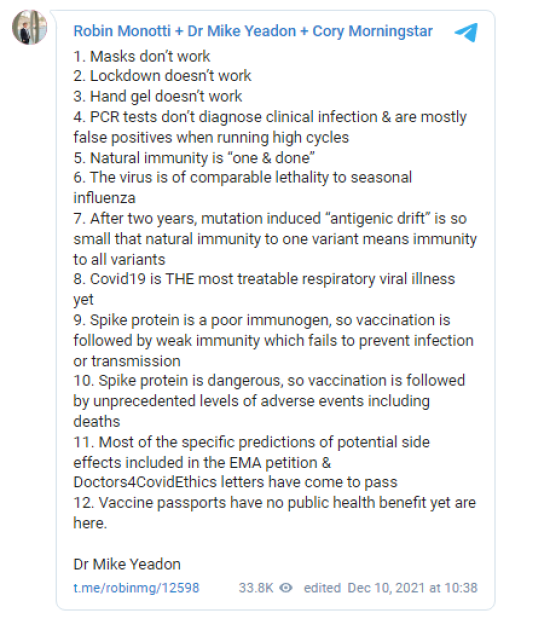 Robin Monotti + Dr Mike Yeadon + Cory Morningstar
1. Masks don’t work
2. Lockdown doesn’t work
3. Hand gel doesn’t work
4. PCR tests don’t diagnose clinical infection & are mostly
false positives when running high cycles
5. Natural immunity is “one & done”
6. The virus is of comparable lethality to seasonal
influenza
7. After two years, mutation induced “antigenic drift” is so
small that natural immunity to one variant means immunity
to all variants
8. Covid19 is THE most treatable respiratory viral illness
yet
9. Spike protein is a poor immunogen, so vaccination is
followed by weak immunity which fails to prevent infection
or transmission
10. Spike protein is dangerous, so vaccination is followed
by unprecedented levels of adverse events including
deaths
11. Most of the specific predictions of potential side
effects included in the EMA petition &
Doctors4CovidEthics letters have come to pass
12. Vaccine passports have no public health benefit yet are
here.
Dr Mike Yeadon
t.me/robinmg/12598 33.8K edited Dec 10, 2021 at 10:38